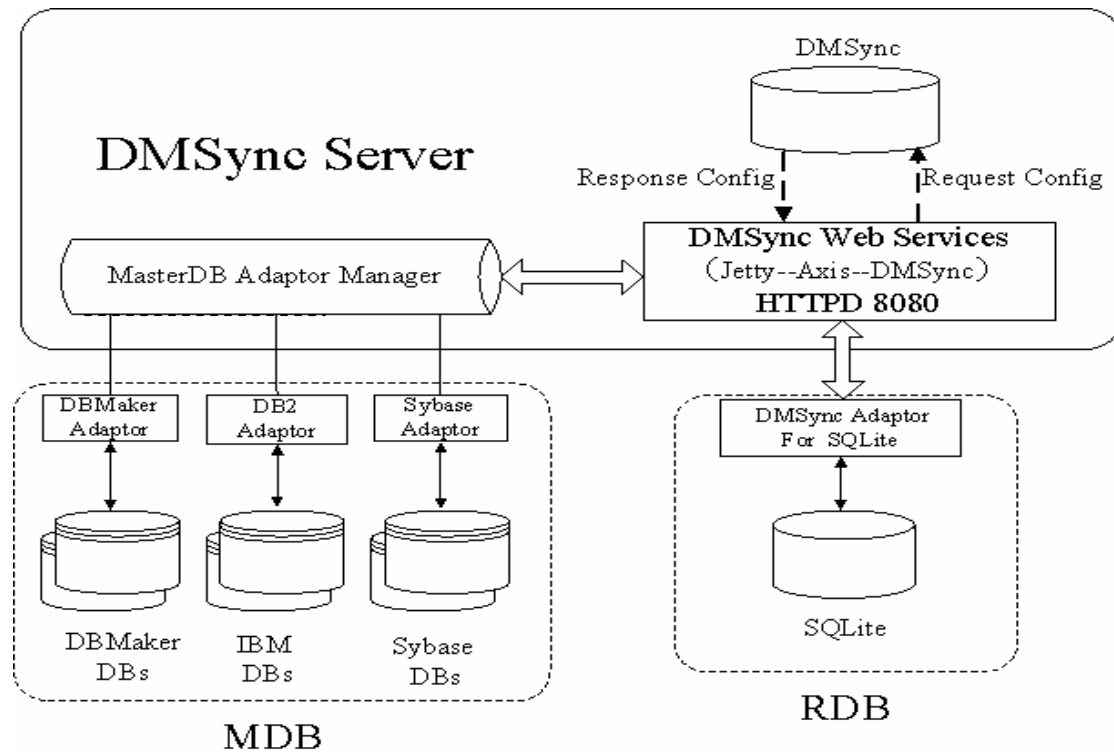 DMSync
DMSync Server
Response Config
Request Config
DMSync Web Services
(Jetty--Axis--DMSync)
HTTPD 8080
MasterDB Adaptor Manager
DBMaker
Adaptor
DB2
Adaptor
Sybase
Adaptor
DMSync Adaptor
For SQLite
DBMaker
DBs
IBM
DBs
Sybase
DBs
SQLite
MDB
RDB